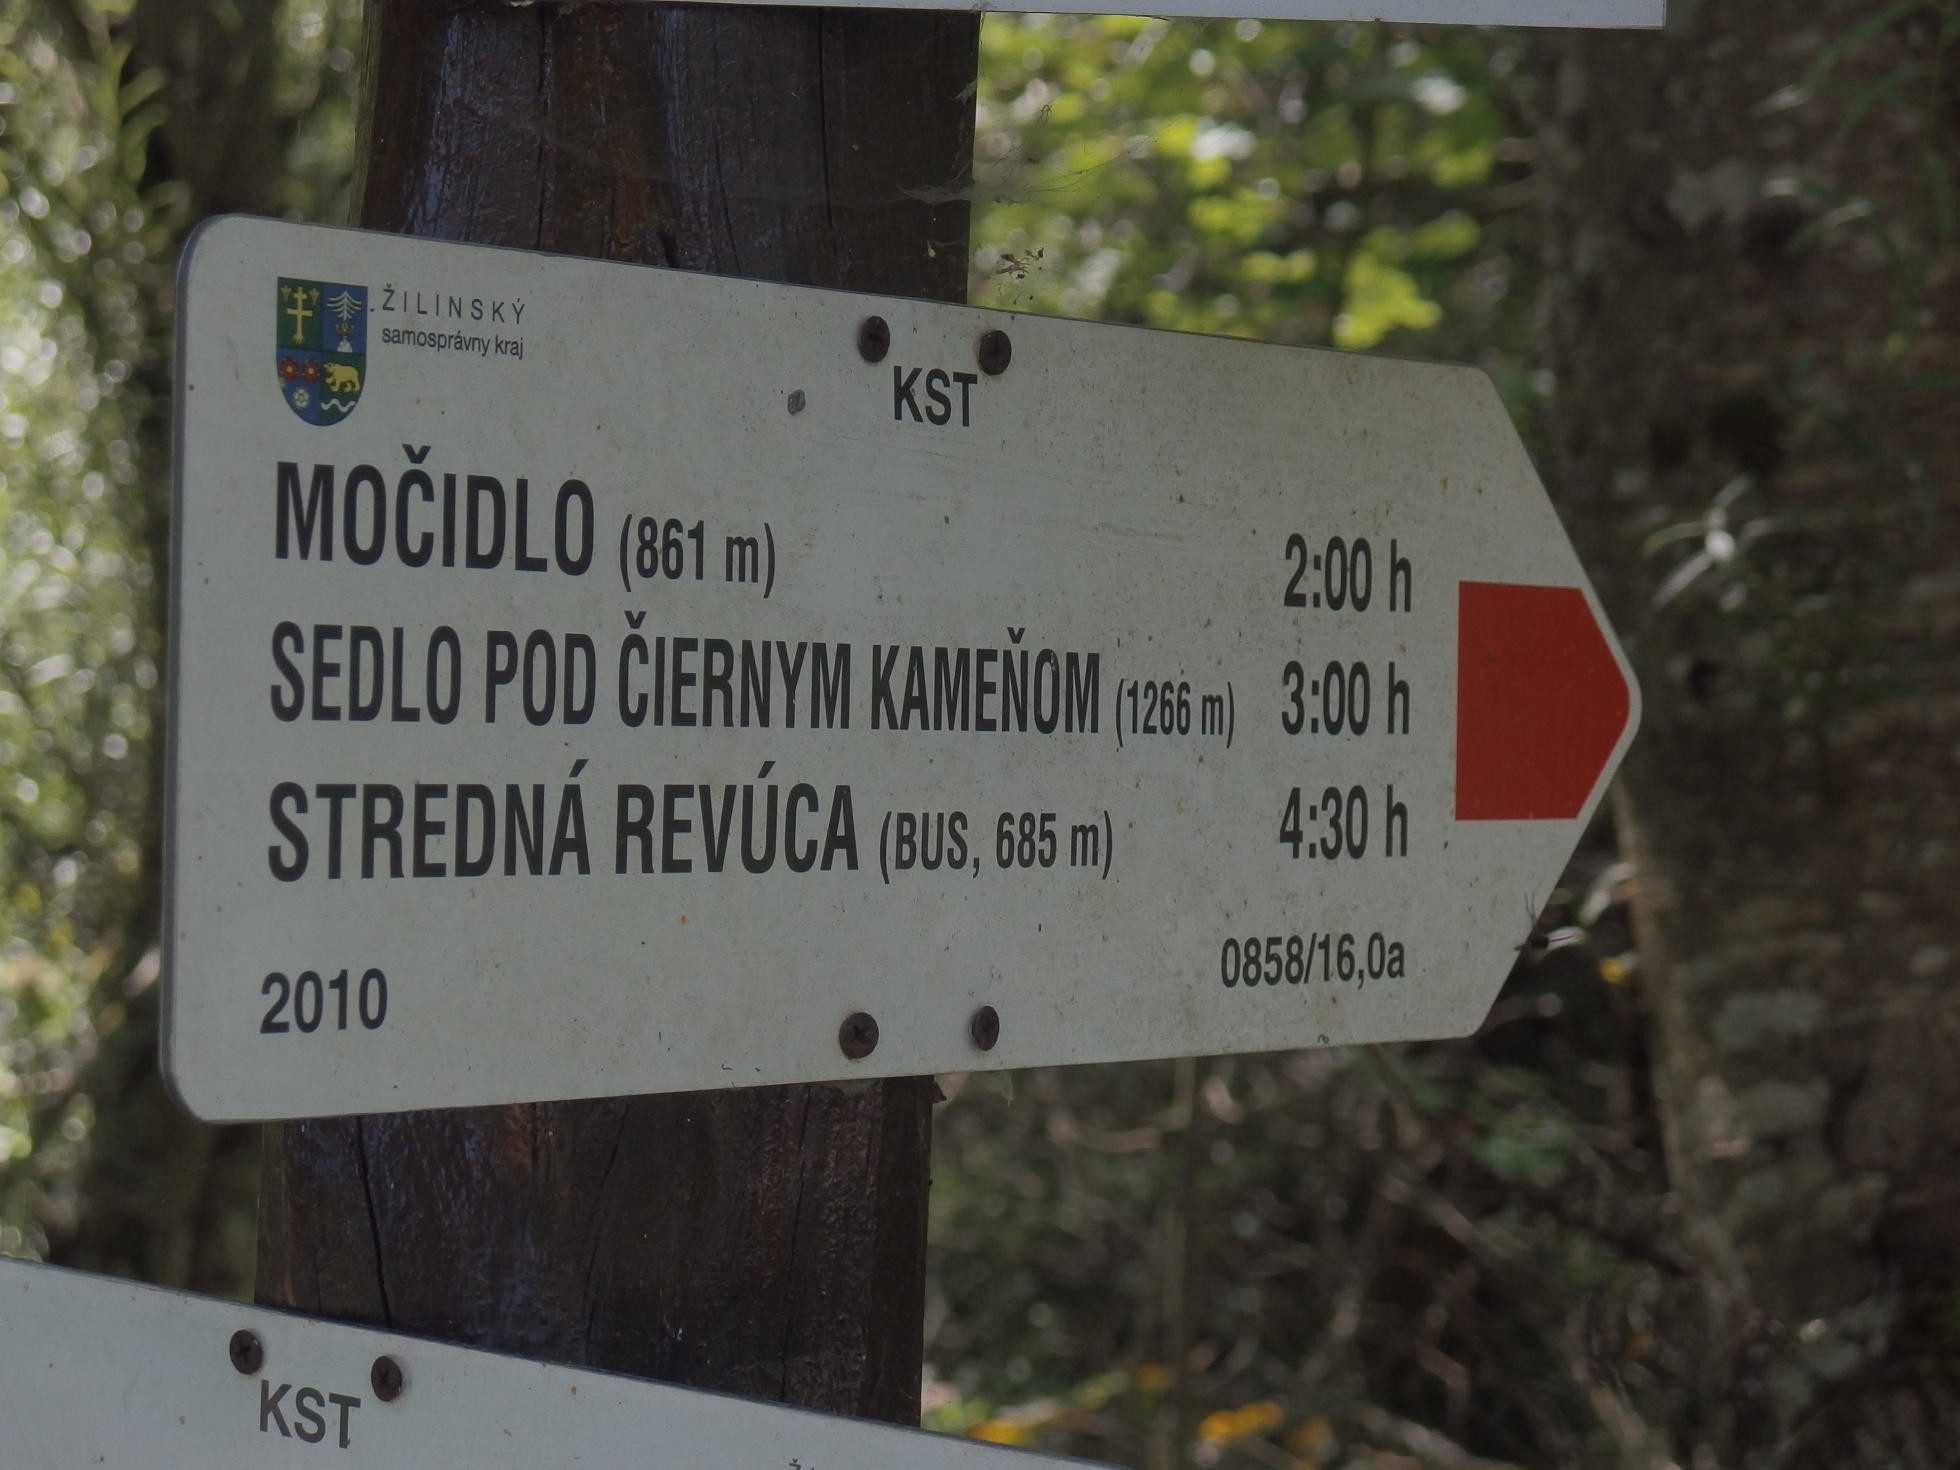 ŽILINSKÝ
samosprávny kraj
KST
MOČIDLO (861 m) 2:00 h
SEDLO POD ČIERNYM KAMEŇOM (1266 m) 3:00 h
STREDNÁ REVÚCA (BUS, 685 m) 4:30 h
2010 0858/16,0a
KST